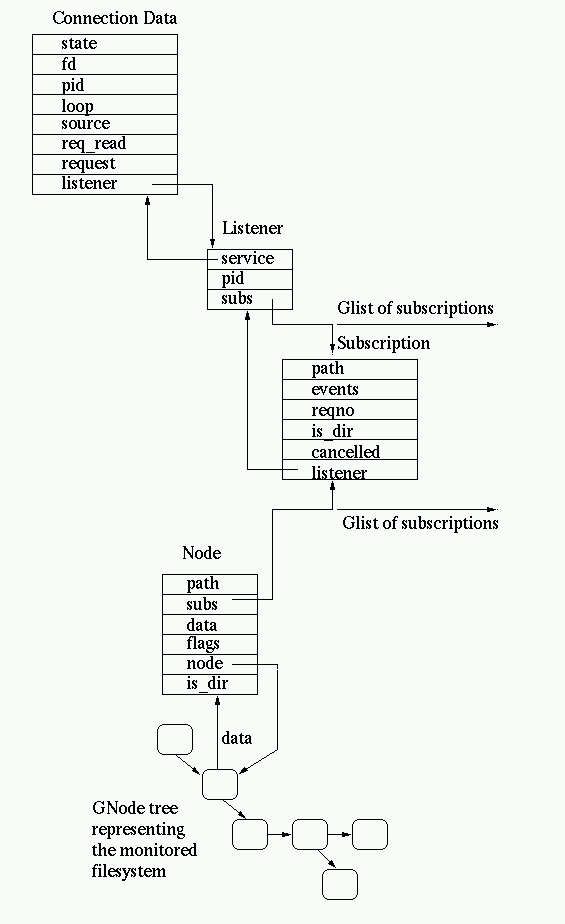 Connection Data
state
fd
pid
loop
source
req_read
request
listener
Listener
service
pid
subs
Glist of subscriptions
Subscription
path
events
reqno
is_dir
cancelled
listener
Glist of subscriptions
Node
path
subs
data
flags
node
is_dir
data
GNode tree
representing
the monitored
filesystem